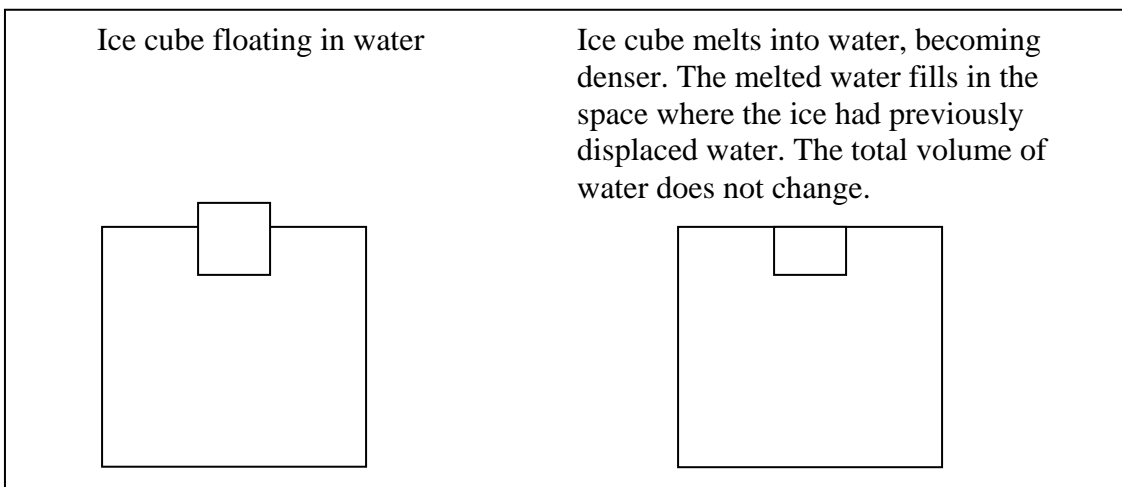 Ice cube floating in water
Ice cube melts into water, becoming
denser. The melted water fills in the
space where the ice had previously
displaced water. The total volume of
water does not change.